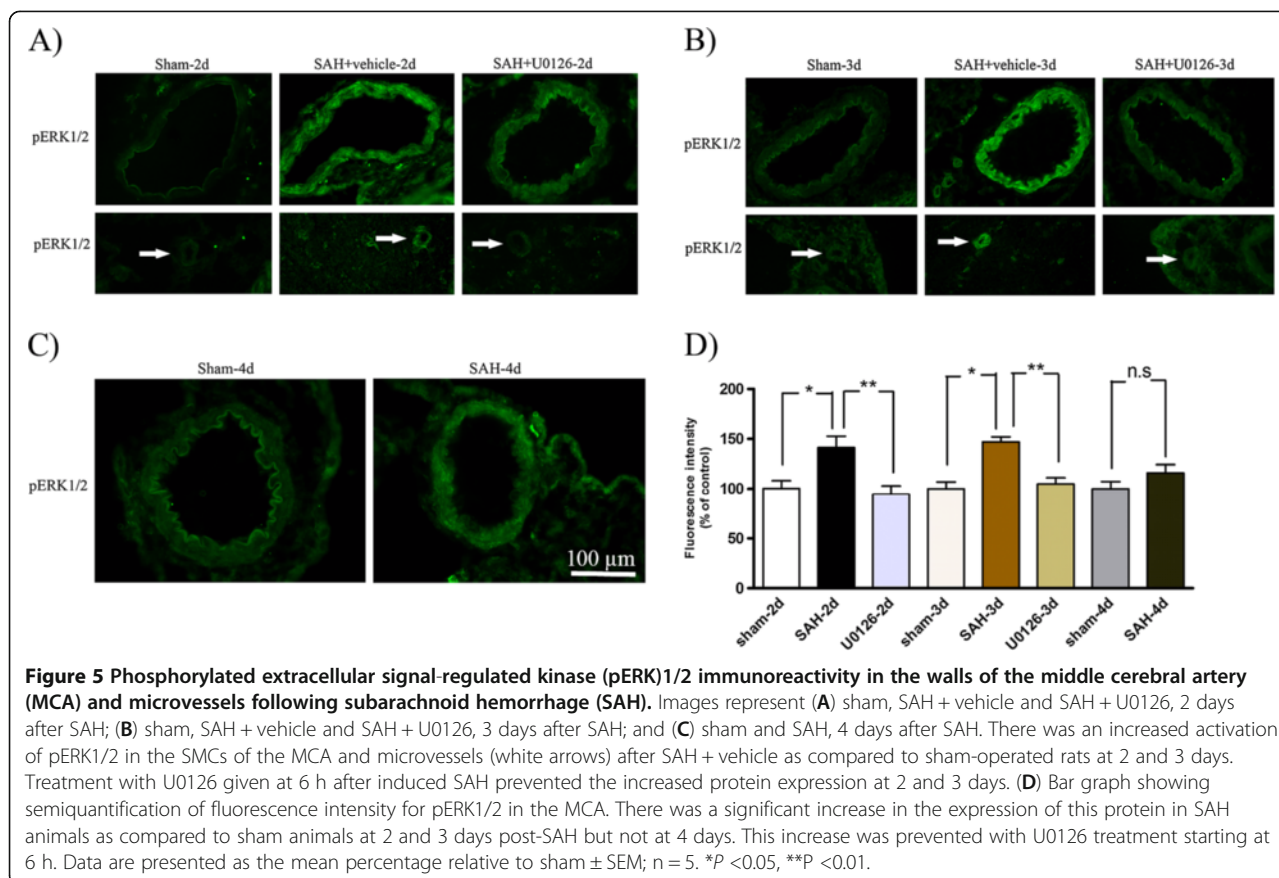 A)
Sham-2d SAH+vehicle-2d SAH+U0126-2d
pERK1/2
pERK1/2
B)
Sham-3d SAH+vehicle-3d SAH+U0126-3d
pERK1/2
pERK1/2
C)
Sham-4d SAH-4d
pERK1/2
100 µm
D)
Fluorescence intensity
(% of control)
200
150
100
50
0
* ** * ** n.s
sham-2d SAH-2d U0126-2d sham-3d SAH-3d U0126-3d sham-4d SAH-4d
Figure 5 Phosphorylated extracellular signal-regulated kinase (pERK)1/2 immunoreactivity in the walls of the middle cerebral artery
(MCA) and microvessels following subarachnoid hemorrhage (SAH). Images represent (A) sham, SAH + vehicle and SAH + U0126, 2 days
after SAH; (B) sham, SAH + vehicle and SAH + U0126, 3 days after SAH; and (C) sham and SAH, 4 days after SAH. There was an increased activation
of pERK1/2 in the SMCs of the MCA and microvessels (white arrows) after SAH + vehicle as compared to sham-operated rats at 2 and 3 days.
Treatment with U0126 given at 6 h after induced SAH prevented the increased protein expression at 2 and 3 days. (D) Bar graph showing
semiquantification of fluorescence intensity for pERK1/2 in the MCA. There was a significant increase in the expression of this protein in SAH
animals as compared to sham animals at 2 and 3 days post-SAH but not at 4 days. This increase was prevented with U0126 treatment starting at
6 h. Data are presented as the mean percentage relative to sham ± SEM; n = 5. *P <0.05, **P <0.01.